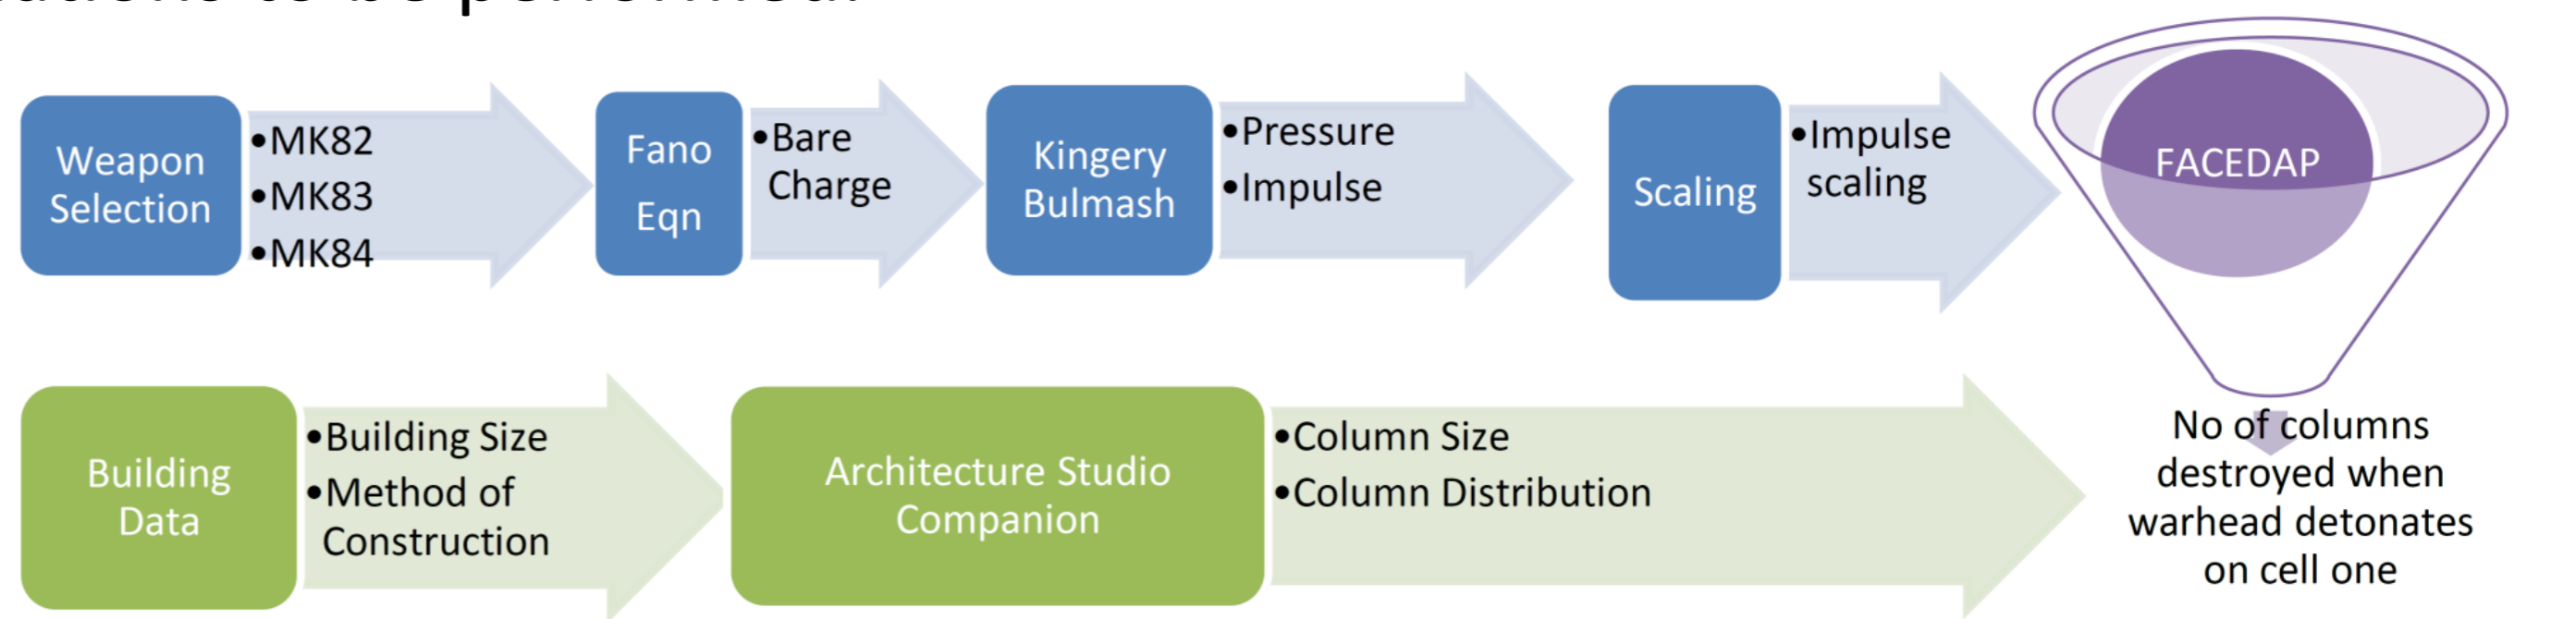 Weapon
Selection
•MK82
•MK83
•MK84
Fano
Eqn
•Bare
Charge
Kingery
Bulmash
•Pressure
•Impulse
Scaling
•Impulse
scaling
FACEDAP
Building
Data
•Building Size
•Method of
Construction
Architecture Studio
Companion
•Column Size
•Column Distribution
No of columns
destroyed when
warhead detonates
on cell one